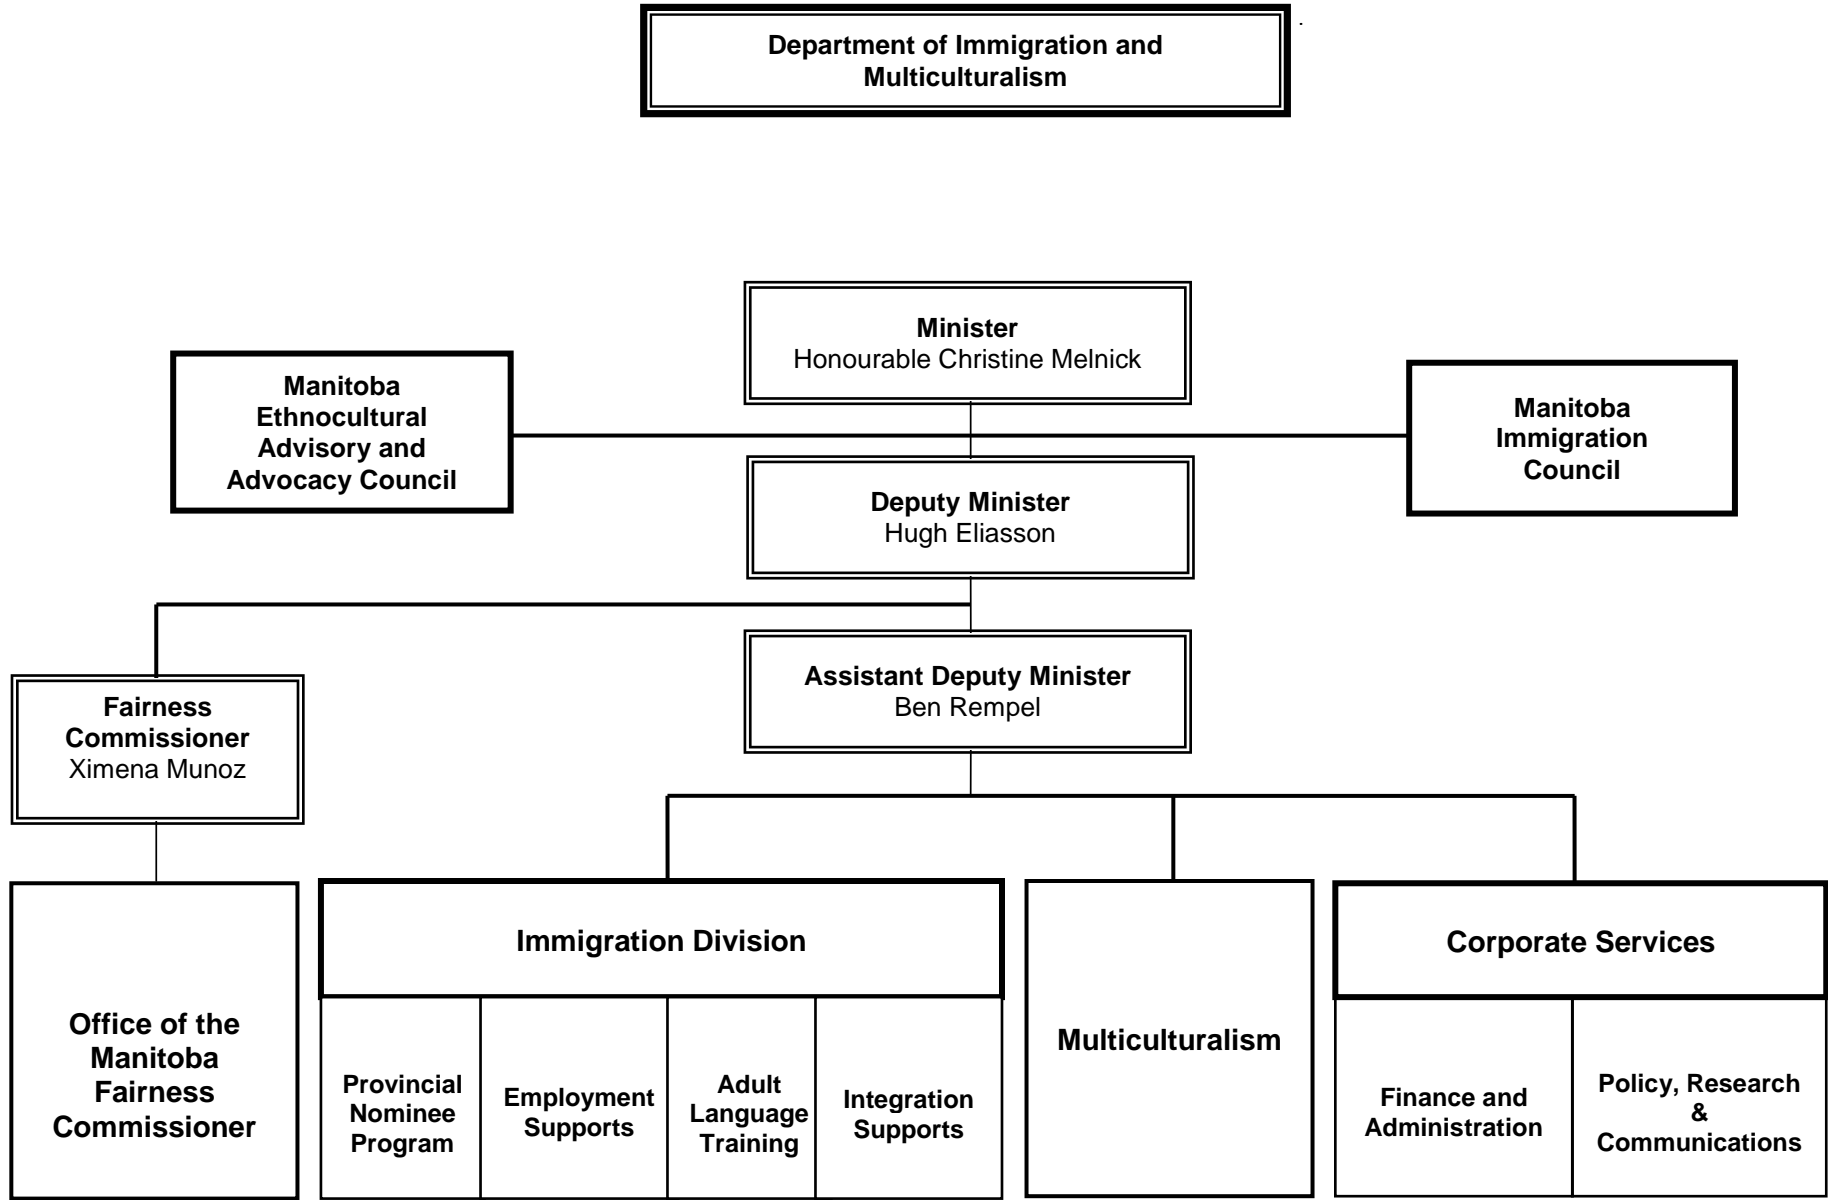 Department of Immigration and
Multiculturalism
Minister
Honourable Christine Melnick
Manitoba
Ethnocultural
Advisory and
Advocacy Council
Manitoba
Immigration
Council
Deputy Minister
Hugh Eliasson
Assistant Deputy Minister
Ben Rempel
Fairness
Commissioner
Ximena Munoz
Office of the
Manitoba
Fairness
Commissioner
Immigration Division
Provincial
Nominee
Program
Employment
Supports
Adult
Language
Training
Integration
Supports
Multiculturalism
Corporate Services
Finance and
Administration
Policy, Research
&
Communications